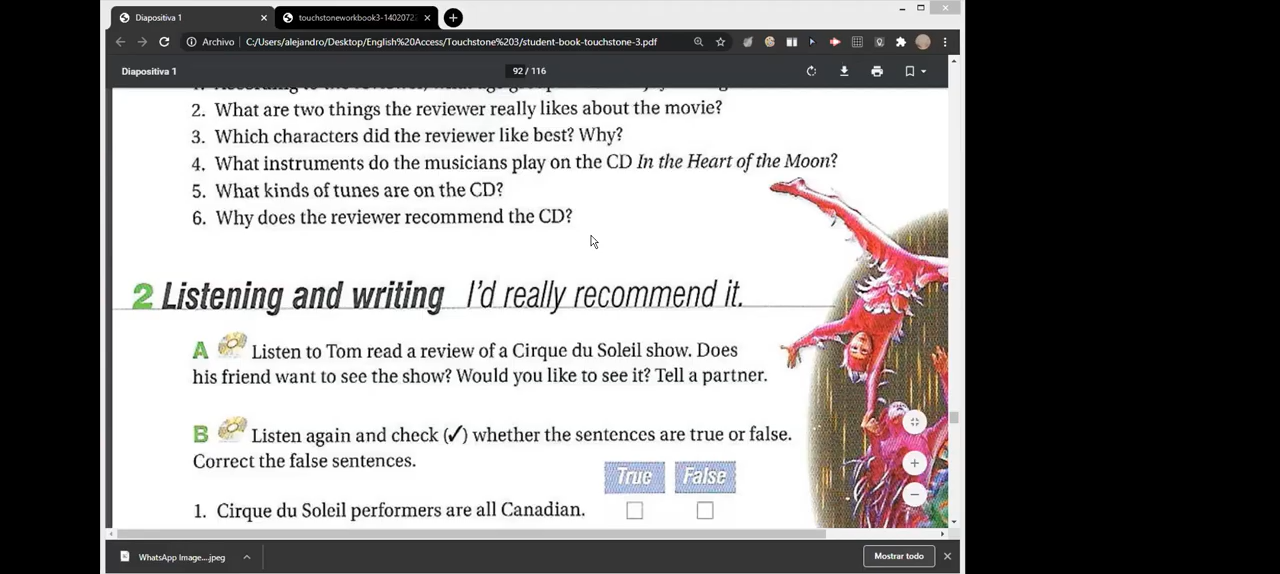 Diapositiva 1
touchstoneworkbook3-1402072
Archivo C:/Users/alejandro/Desktop/English%20Access/Touchstone%203/student-book-touchstone-3.pdf
Diapositiva 1
92 / 116
2. What are two things the reviewer really likes about the movie?
3. Which characters did the reviewer like best? Why?
4. What instruments do the musicians play on the CD In the Heart of the Moon?
5. What kinds of tunes are on the CD?
6. Why does the reviewer recommend the CD?
2 Listening and writing I'd really recommend it.
A Listen to Tom read a review of a Cirque du Soleil show. Does
his friend want to see the show? Would you like to see it? Tell a partner.
B Listen again and check (✓) whether the sentences are true or false.
Correct the false sentences.
True False
1. Cirque du Soleil performers are all Canadian.
WhatsApp Image....jpeg
Mostrar todo